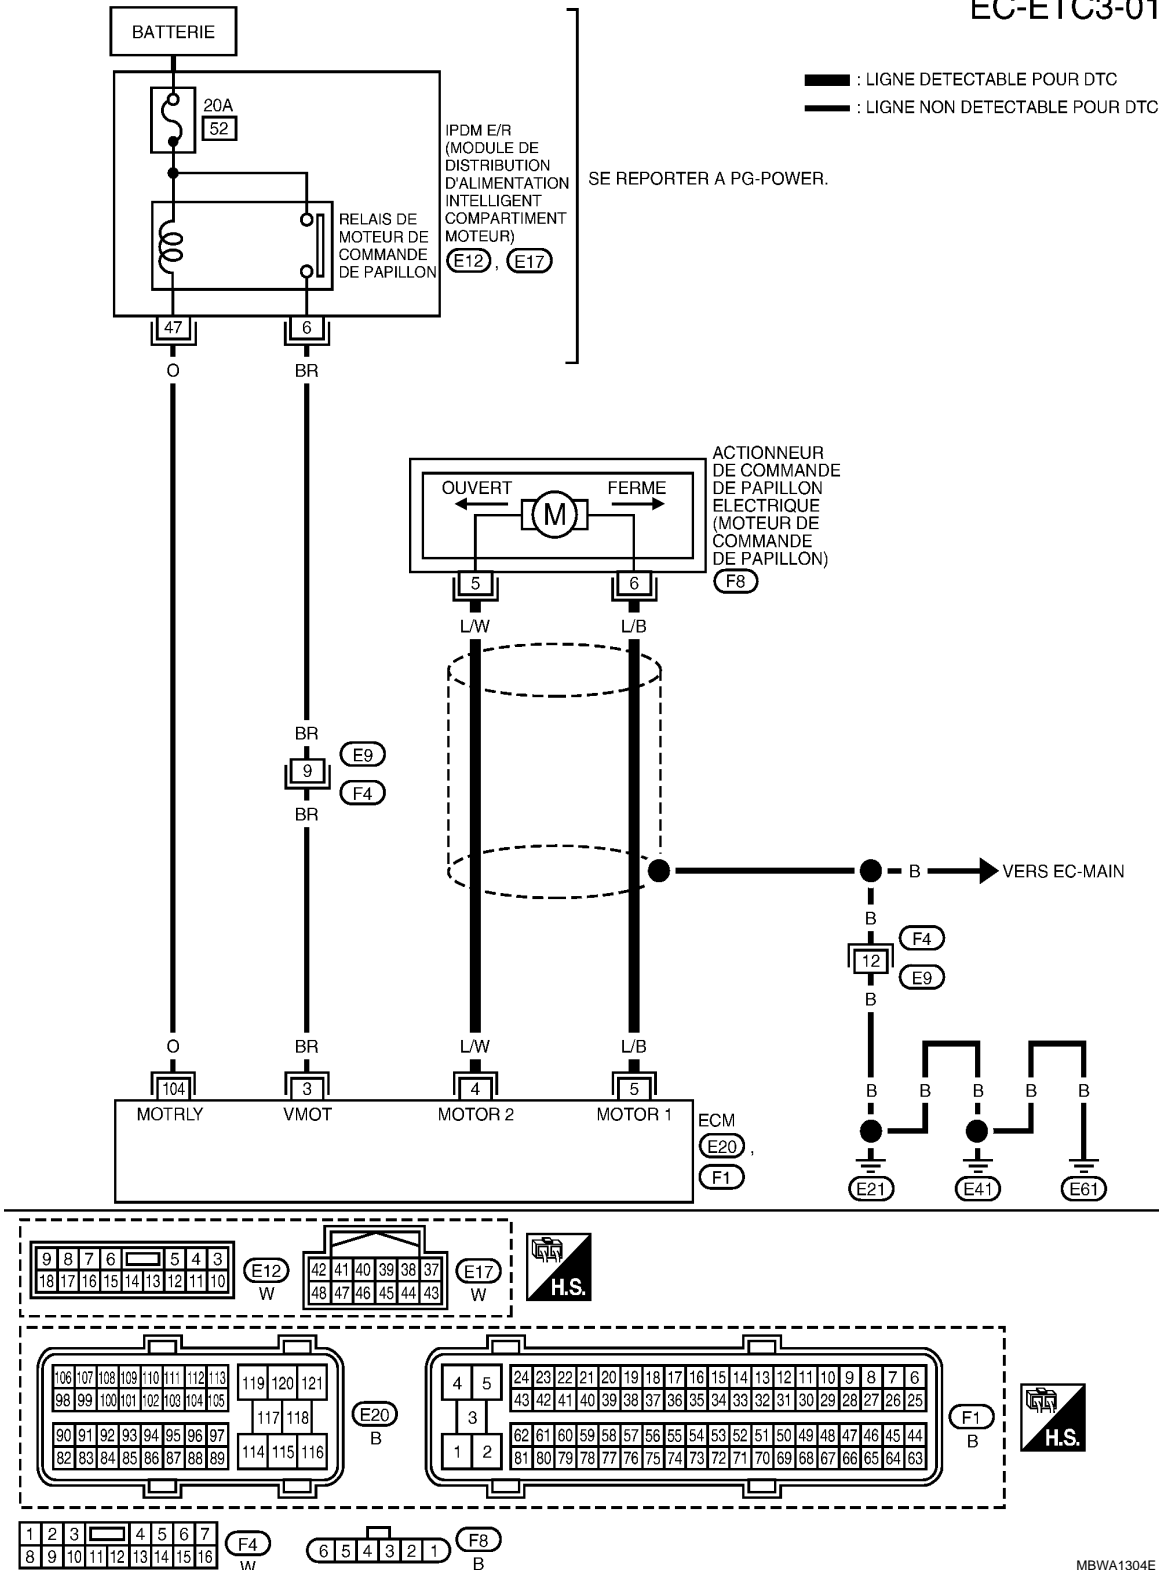 EC-ETC3-01
BATTERIE
: LIGNE DETECTABLE POUR DTC
: LIGNE NON DETECTABLE POUR DTC
20A
52
IPDM E/R
(MODULE DE
DISTRIBUTION
D'ALIMENTATION
INTELLIGENT
COMPARTIMENT
MOTEUR)
E12 , E17
SE REPORTER A PG-POWER.
RELAIS DE
MOTEUR DE
COMMANDE
DE PAPILLON
47 6
O BR
ACTIONNEUR
DE COMMANDE
DE PAPILLON
ELECTRIQUE
(MOTEUR DE
COMMANDE
DE PAPILLON)
F8
OUVERT FERME
M
5 6
L/W L/B
BR
9 E9
F4
BR
B VERS EC-MAIN
B
F4
12
E9
B
O BR L/W L/B
104 3 4 5
MOTRLY VMOT MOTOR 2 MOTOR 1
ECM
E20 ,
F1
B B B B B
E21 E41 E61
9 8 7 6 5 4 3
18 17 16 15 14 13 12 11 10
E12
W
42 41 40 39 38 37
48 47 46 45 44 43
E17
W
H.S.
106 107 108 109 110 111 112 113
98 99 100 101 102 103 104 105
90 91 92 93 94 95 96 97
82 83 84 85 86 87 88 89
119 120 121
117 118
114 115 116
E20
B
4 5
3
1 2
24 23 22 21 20 19 18 17 16 15 14 13 12 11 10 9 8 7 6
43 42 41 40 39 38 37 36 35 34 33 32 31 30 29 28 27 26 25
62 61 60 59 58 57 56 55 54 53 52 51 50 49 48 47 46 45 44
81 80 79 78 77 76 75 74 73 72 71 70 69 68 67 66 65 64 63
F1
B
H.S.
1 2 3 4 5 6 7
8 9 10 11 12 13 14 15 16
F4
W
6 5 4 3 2 1
F8
B
MBWA1304E